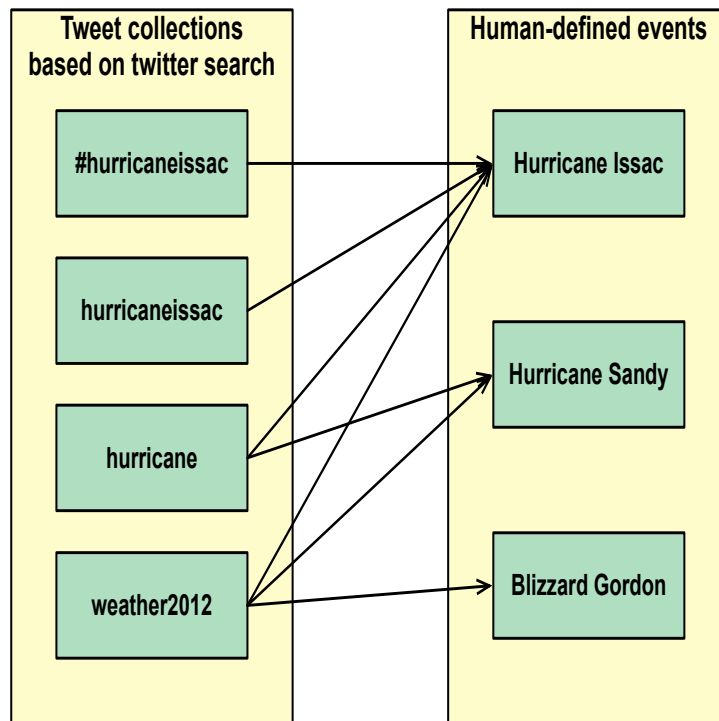 Tweet collections
based on twitter search
#hurricaneissac
hurricaneissac
hurricane
weather2012
Human-defined events
Hurricane Issac
Hurricane Sandy
Blizzard Gordon